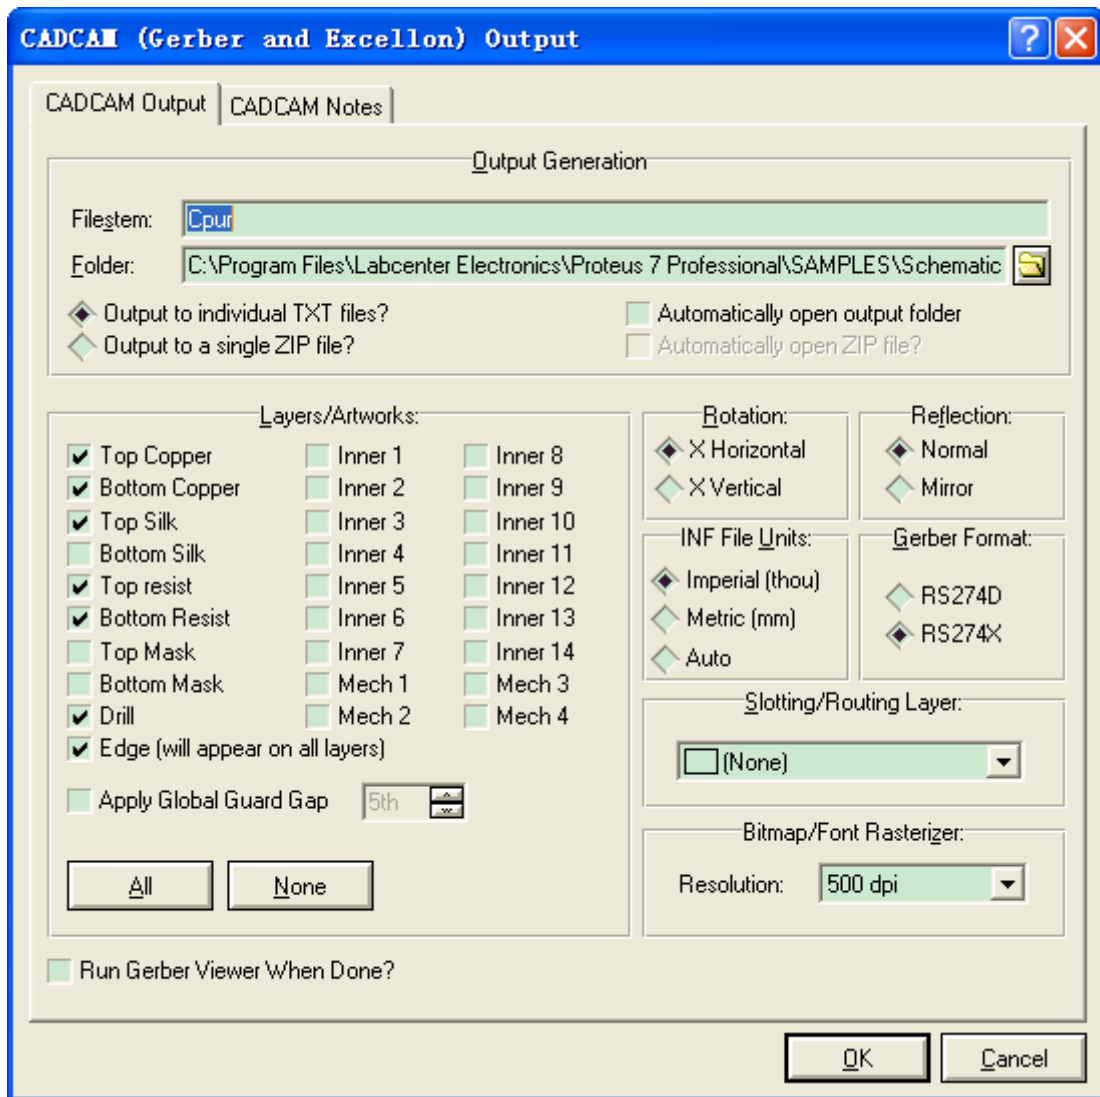 CADCAM (Gerber and Excellon) Output
CADCAM Output CADCAM Notes
Output Generation
Filestem: Cpur
Folder: C:\Program Files\Labcenter Electronics\Proteus 7 Professional\SAMPLES\Schematic
Output to individual TXT files? Automatically open output folder
Output to a single ZIP file? Automatically open ZIP file?
Layers/Artworks:
Top Copper Inner 1 Inner 8
Bottom Copper Inner 2 Inner 9
Top Silk Inner 3 Inner 10
Bottom Silk Inner 4 Inner 11
Top resist Inner 5 Inner 12
Bottom Resist Inner 6 Inner 13
Top Mask Inner 7 Inner 14
Bottom Mask Mech 1 Mech 3
Drill Mech 2 Mech 4
Edge (will appear on all layers)
Apply Global Guard Gap 5th
All None
Rotation:
X Horizontal
X Vertical
Reflection:
Normal
Mirror
INF File Units:
Imperial (thou)
Metric (mm)
Auto
Gerber Format:
RS274D
RS274X
Slotting/Routing Layer:
(None)
Bitmap/Font Rasterizer:
Resolution: 500 dpi
Run Gerber Viewer When Done?
OK Cancel